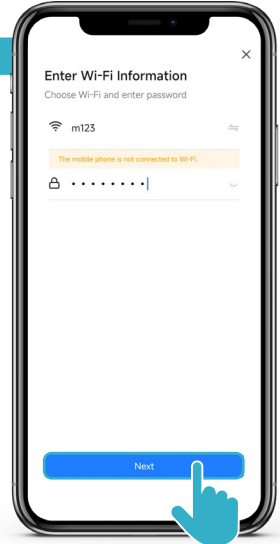 Enter Wi-Fi Information
Choose Wi-Fi and enter password
m123
The mobile phone is not connected to Wi-Fi.
Next